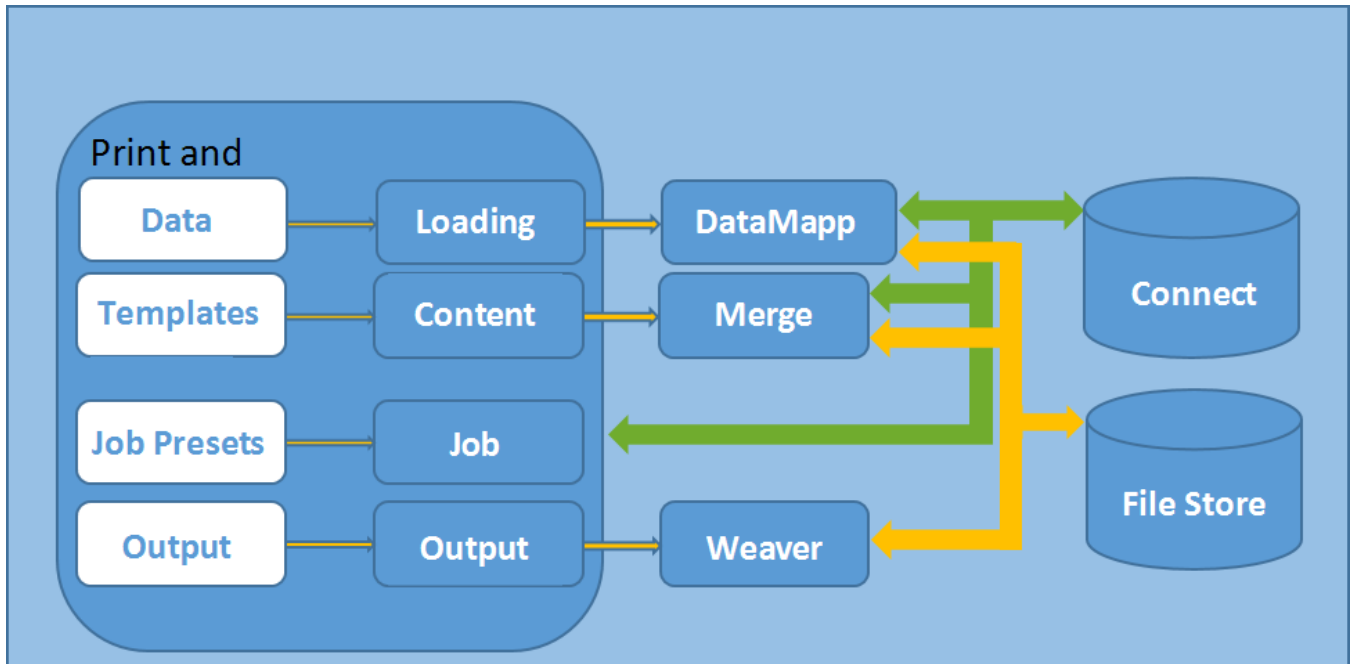 Print and
Data
Loading
DataMapp
Connect
Templates
Content
Merge
Job Presets
Job
File Store
Output
Output
Weaver